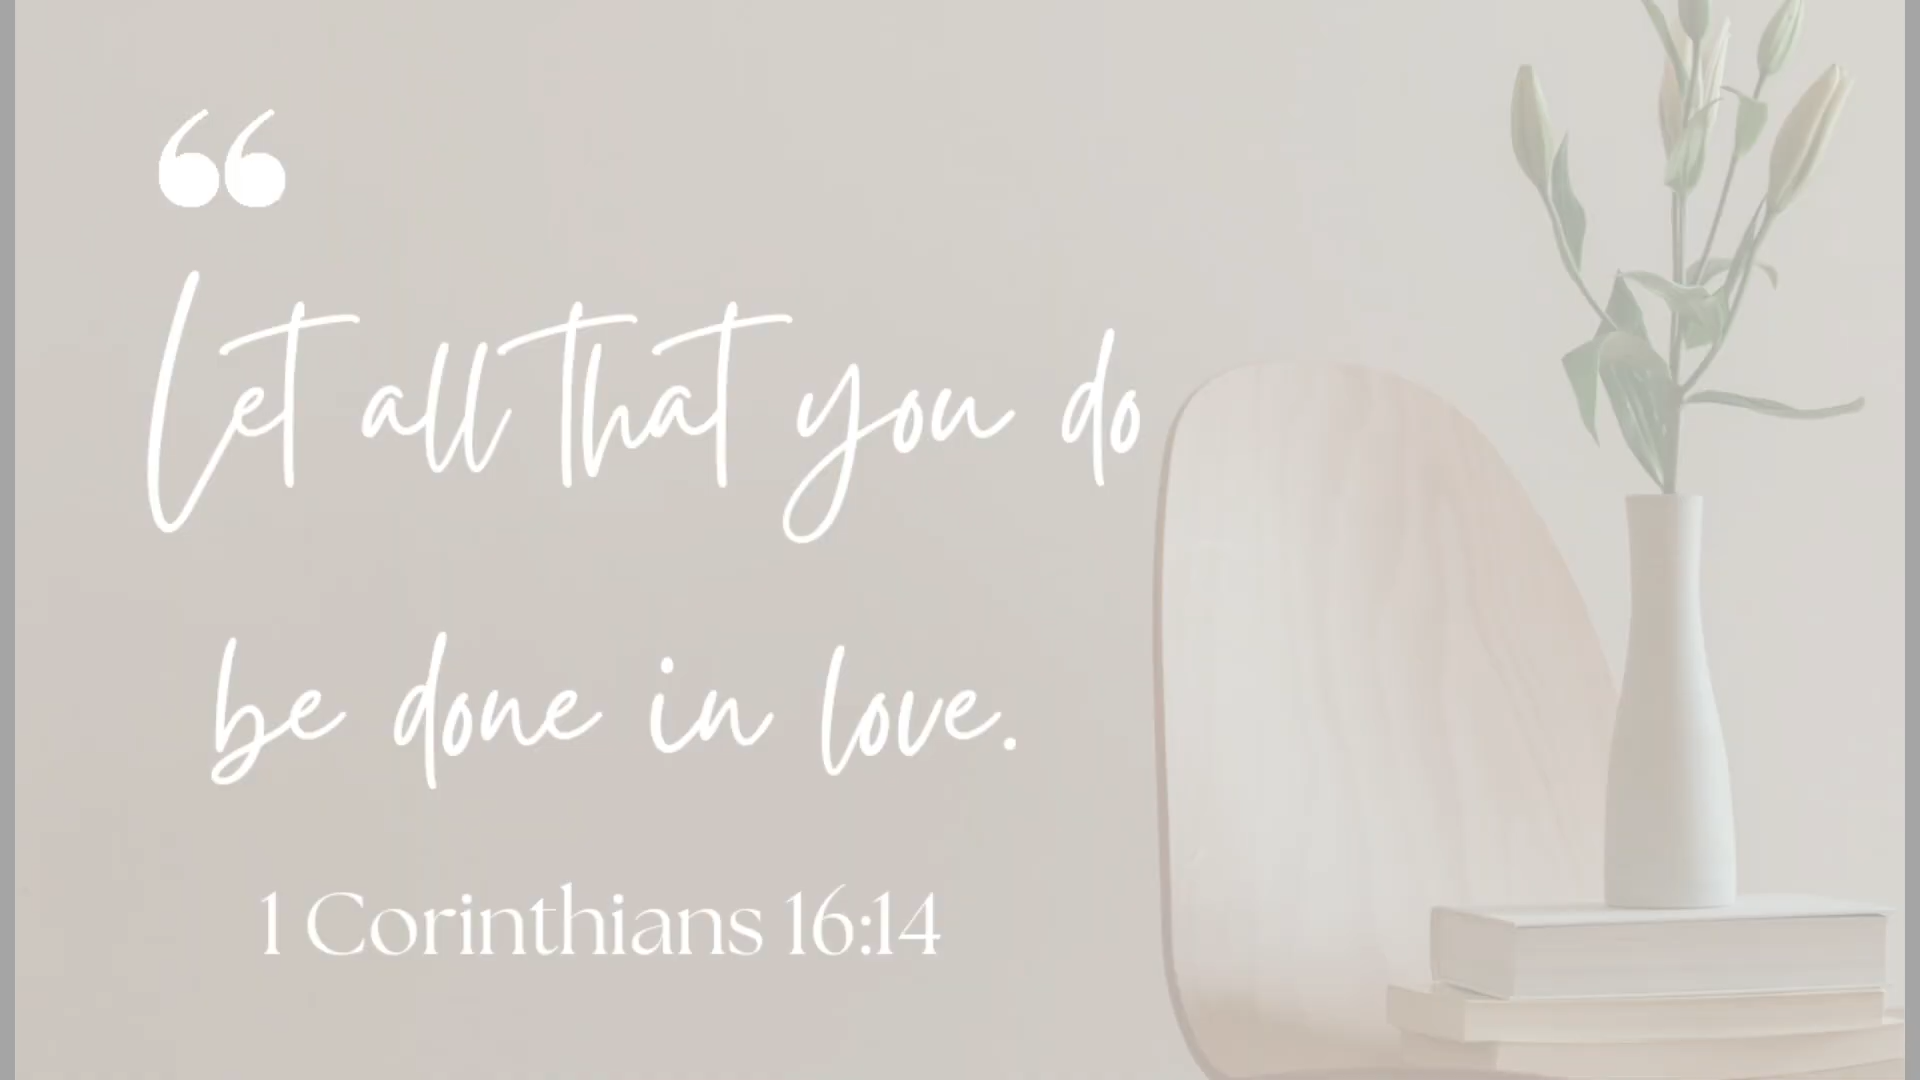 “
Let all that you do
be done in love.
1 Corinthians 16:14